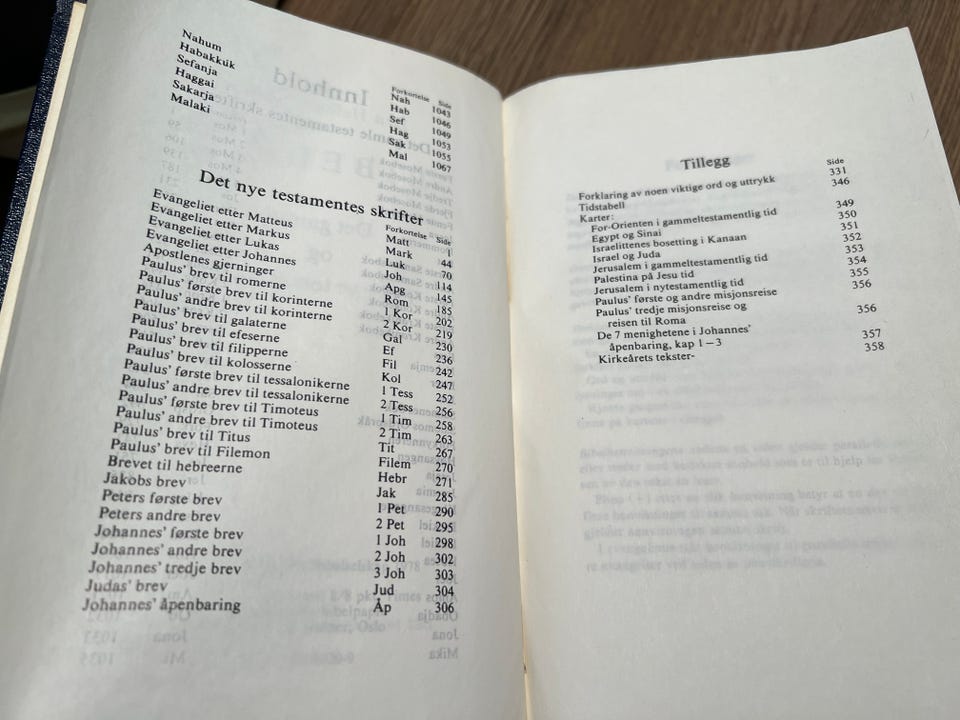 Forkortelse Side
Nahum Nah 1043
Habakkuk Hab 1046
Sefanja Sef 1049
Haggai Hag 1053
Sakarja Sak 1055
Malaki Mal 1067
Det nye testamentes skrifter
Forkortelse Side
Evangeliet etter Matteus Matt 1
Evangeliet etter Markus Mark 44
Evangeliet etter Lukas Luk 70
Evangeliet etter Johannes Joh 114
Apostlenes gjerninger Apg 145
Paulus' brev til romerne Rom 185
Paulus' første brev til korinterne 1 Kor 202
Paulus' andre brev til korinterne 2 Kor 219
Paulus' brev til galaterne Gal 230
Paulus' brev til efeserne Ef 236
Paulus' brev til filipperne Fil 242
Paulus' brev til kolosserne Kol 247
Paulus' første brev til tessalonikerne 1 Tess 252
Paulus' andre brev til tessalonikerne 2 Tess 256
Paulus' første brev til Timoteus 1 Tim 258
Paulus' andre brev til Timoteus 2 Tim 263
Paulus' brev til Titus Tit 267
Paulus' brev til Filemon Filem 270
Brevet til hebreerne Hebr 271
Jakobs brev Jak 285
Peters første brev 1 Pet 290
Peters andre brev 2 Pet 295
Johannes' første brev 1 Joh 298
Johannes' andre brev 2 Joh 302
Johannes' tredje brev 3 Joh 303
Judas' brev Jud 304
Johannes' åpenbaring Åp 306
Tillegg
Side
Forklaring av noen viktige ord og uttrykk 331
Tidstabell 346
Karter:
For-Orienten i gammeltestamentlig tid 349
Egypt og Sinai 350
Israelittenes bosetting i Kanaan 351
Israel og Juda 352
Jerusalem i gammeltestamentlig tid 353
Palestina på Jesu tid 354
Jerusalem i nytestamentlig tid 355
Paulus' første og andre misjonsreise 356
Paulus' tredje misjonsreise og
reisen til Roma 356
De 7 menighetene i Johannes'
åpenbaring, kap 1–3 357
Kirkeårets tekster- 358